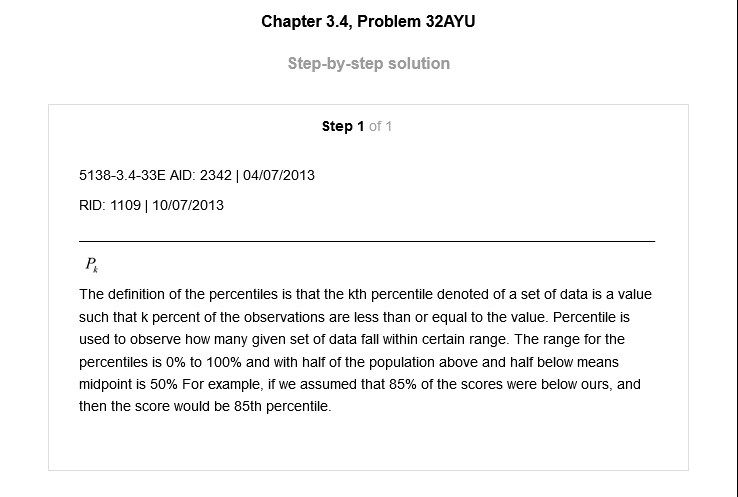 Chapter 3.4, Problem 32AYU
Step-by-step solution
Step 1 of 1
5138-3.4-33E AID: 2342 | 04/07/2013
RID: 1109 | 10/07/2013
Pk
The definition of the percentiles is that the kth percentile denoted of a set of data is a value
such that k percent of the observations are less than or equal to the value. Percentile is
used to observe how many given set of data fall within certain range. The range for the
percentiles is 0% to 100% and with half of the population above and half below means
midpoint is 50% For example, if we assumed that 85% of the scores were below ours, and
then the score would be 85th percentile.